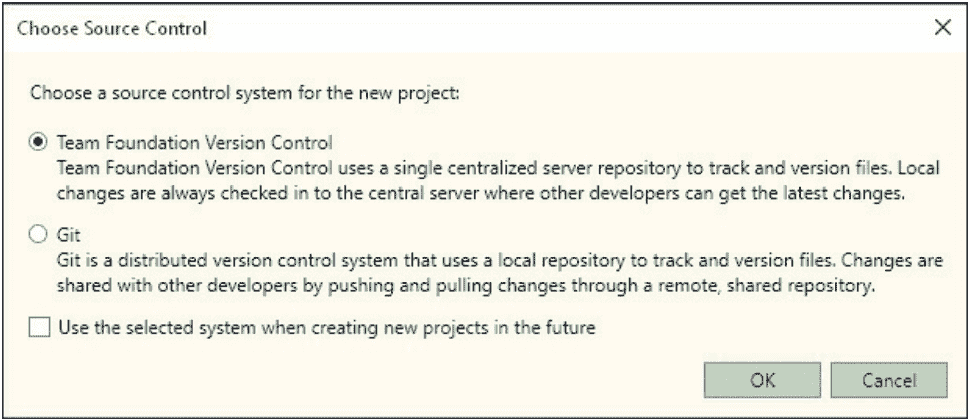 Choose Source Control
Choose a source control system for the new project:
Team Foundation Version Control
Team Foundation Version Control uses a single centralized server repository to track and version files. Local
changes are always checked in to the central server where other developers can get the latest changes.
Git
Git is a distributed version control system that uses a local repository to track and version files. Changes are
shared with other developers by pushing and pulling changes through a remote, shared repository.
Use the selected system when creating new projects in the future
OK Cancel